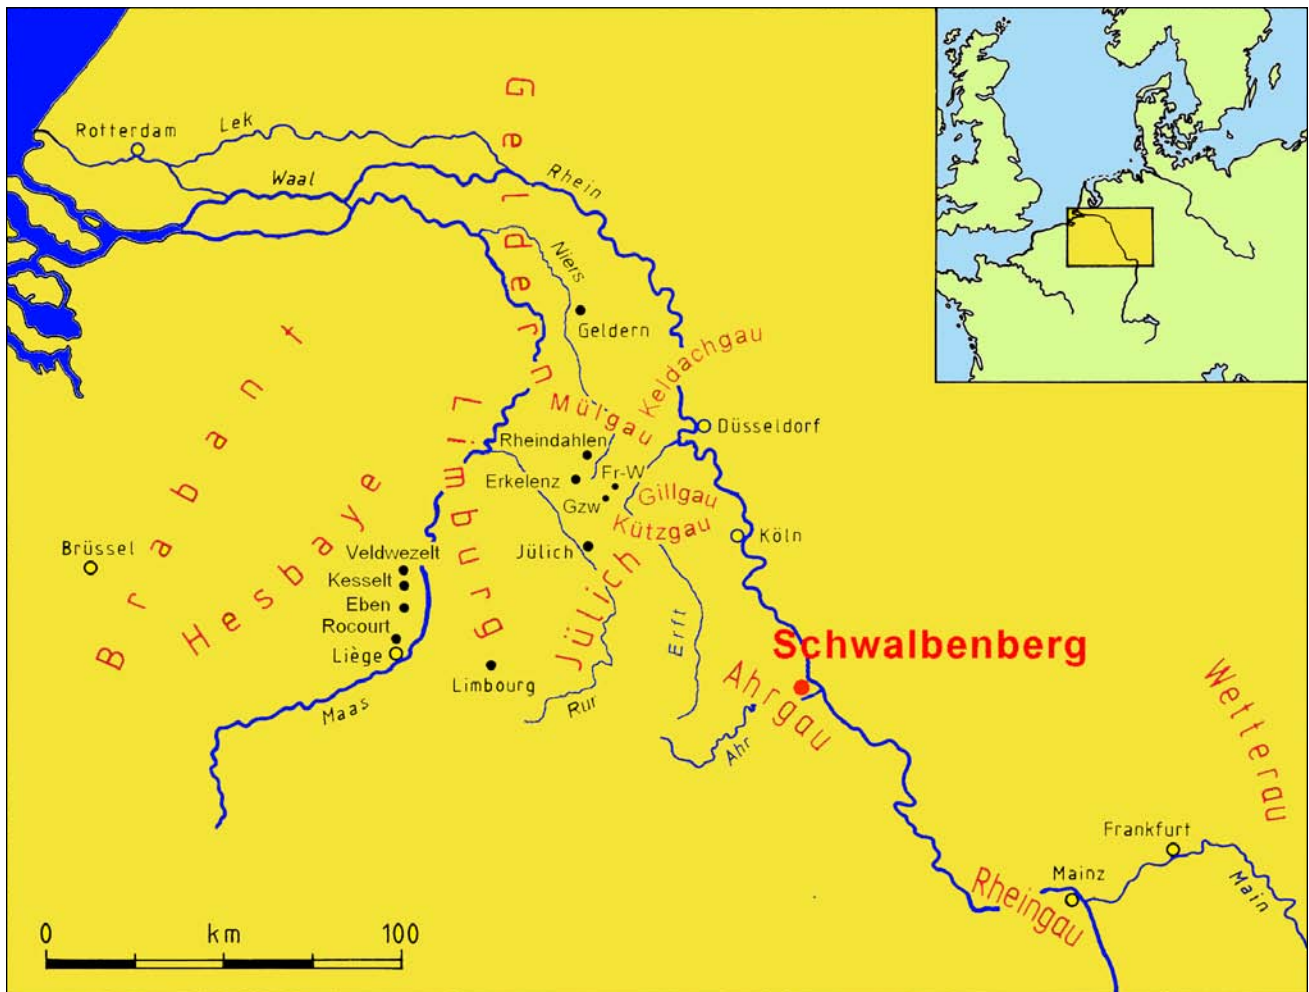 Geldern
Rotterdam
Lek
Waal
Rhein
Niers
Geldern
Keldachgau
Brabant
Limburg
Mülgau
Düsseldorf
Rheindahlen
Fr-W
Erkelenz
Gzw
Gillgau
Kützgau
Hesbaye
Köln
Brüssel
Veldwezelt
Jülich
Kesselt
Eben
Rocourt
Liège
Jülich
Erft
Schwalbenberg
Limbourg
Ahrgau
Maas
Rur
Ahr
Wetterau
Frankfurt
Mainz
Main
Rheingau
0 km 100